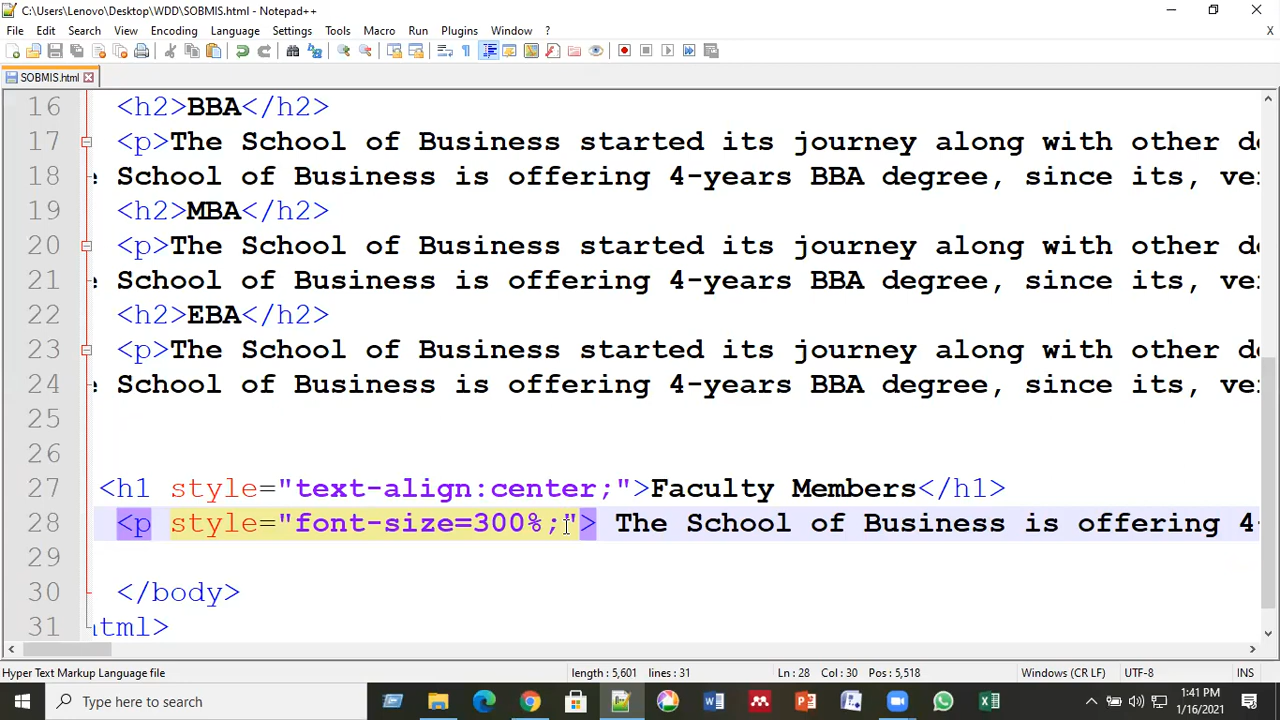 C:\Users\Lenovo\Desktop\WDD\SOBMIS.html - Notepad++
File Edit Search View Encoding Language Settings Tools Macro Run Plugins Window ? X
SOBMIS.html
16 <h2>BBA</h2>
17 <p>The School of Business started its journey along with other de
18 e School of Business is offering 4-years BBA degree, since its, ver
19 <h2>MBA</h2>
20 <p>The School of Business started its journey along with other de
21 e School of Business is offering 4-years BBA degree, since its, ver
22 <h2>EBA</h2>
23 <p>The School of Business started its journey along with other de
24 e School of Business is offering 4-years BBA degree, since its, ver
25
26
27 <h1 style="text-align:center;">Faculty Members</h1>
28 <p style="font-size=300%;"> The School of Business is offering 4-
29
30 </body>
31 html>
Hyper Text Markup Language file length : 5,601 lines : 31 Ln : 28 Col : 30 Pos : 5,518 Windows (CR LF) UTF-8 INS
Type here to search 1:41 PM
1/16/2021